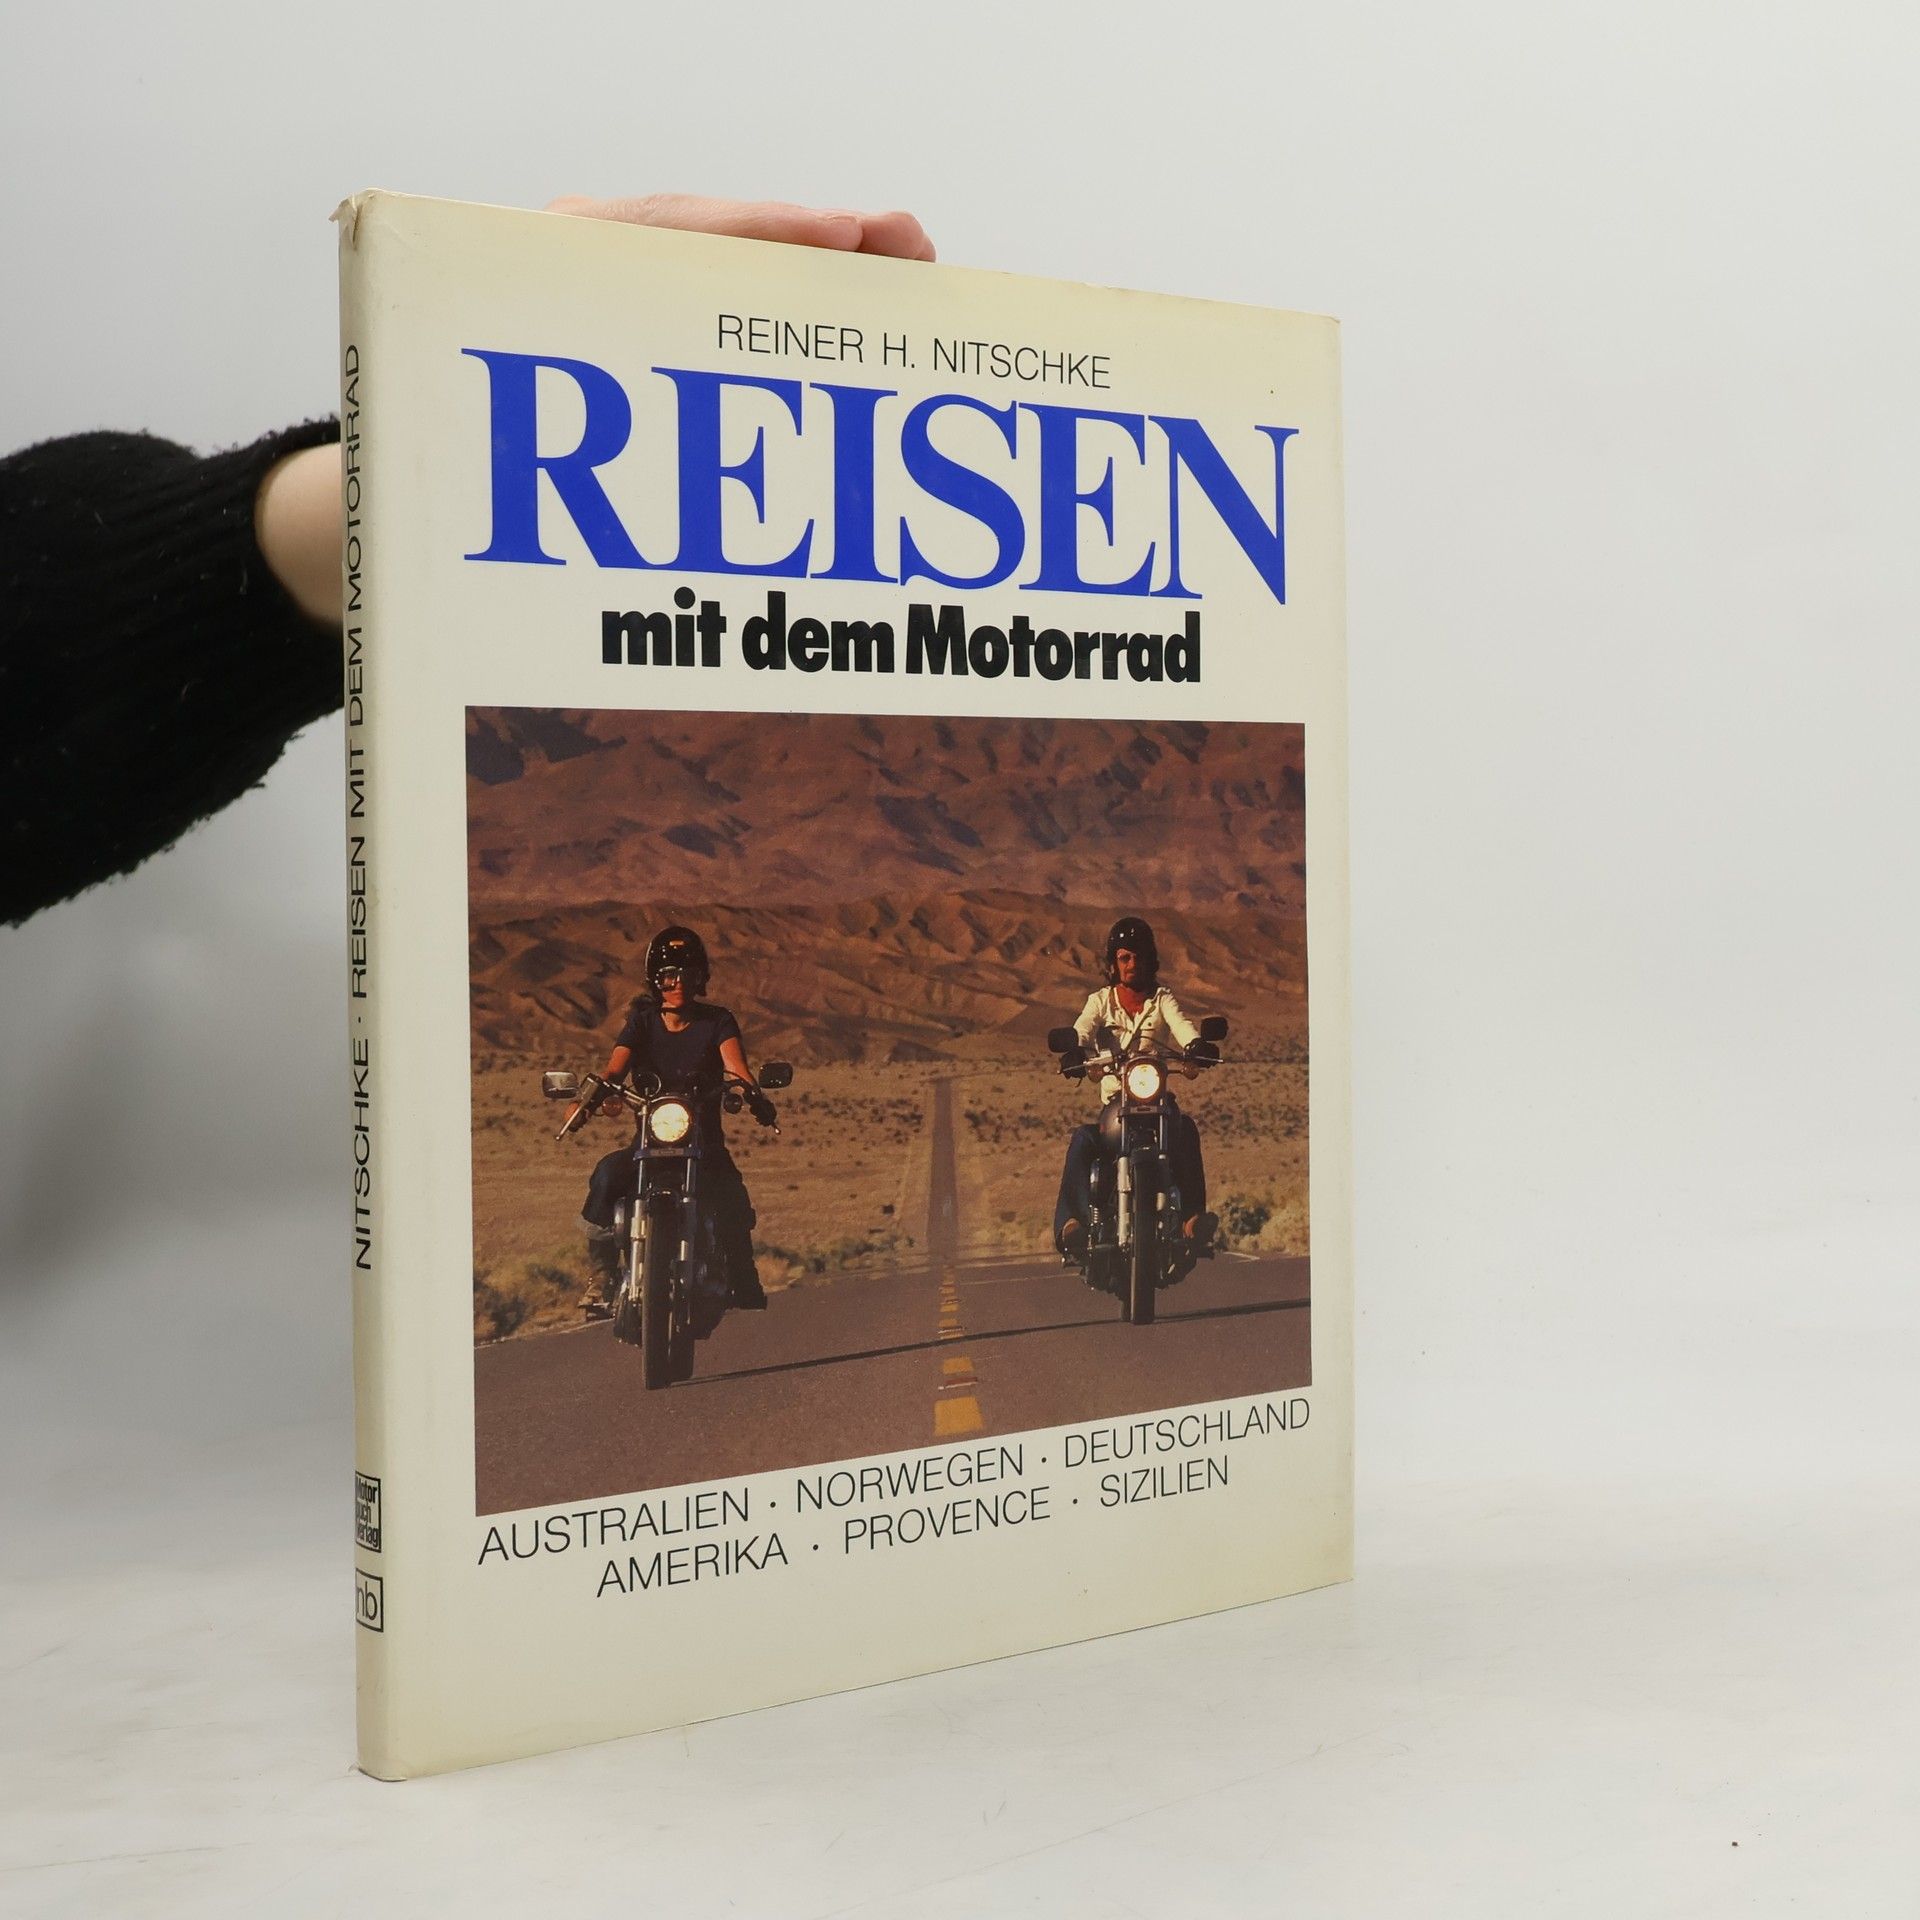 REINER H. NITSCHKE
REISEN
mit dem Motorrad
AUSTRALIEN · NORWEGEN · DEUTSCHLAND
AMERIKA · PROVENCE · SIZILIEN
NITSCHKE · REISEN MIT DEM MOTORRAD
Motor
buch
Verlag